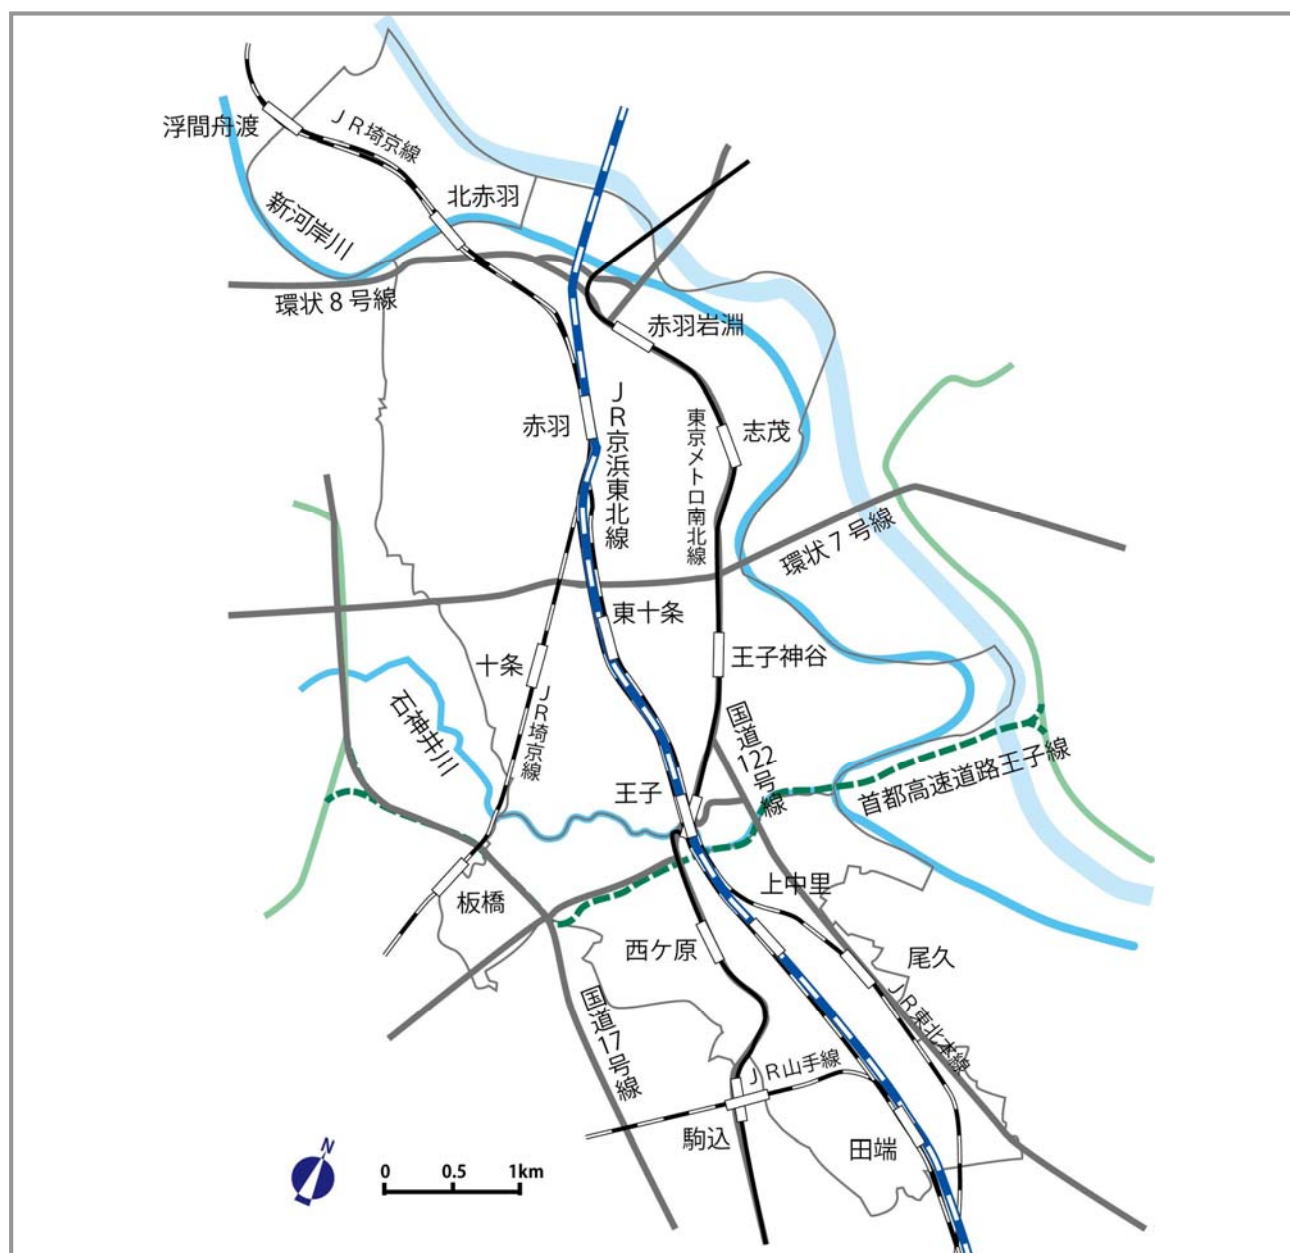 浮間舟渡
ＪＲ埼京線
北赤羽
新河岸川
環状８号線
赤羽岩淵
ＪＲ京浜東北線
赤羽
東京メトロ南北線
志茂
環状７号線
東十条
十条
王子神谷
ＪＲ埼京線
石神井川
国道122号線
王子
首都高速道路王子線
上中里
板橋
西ケ原
尾久
国道17号線
ＪＲ東北本線
ＪＲ山手線
駒込
田端
N
0 0.5 1km